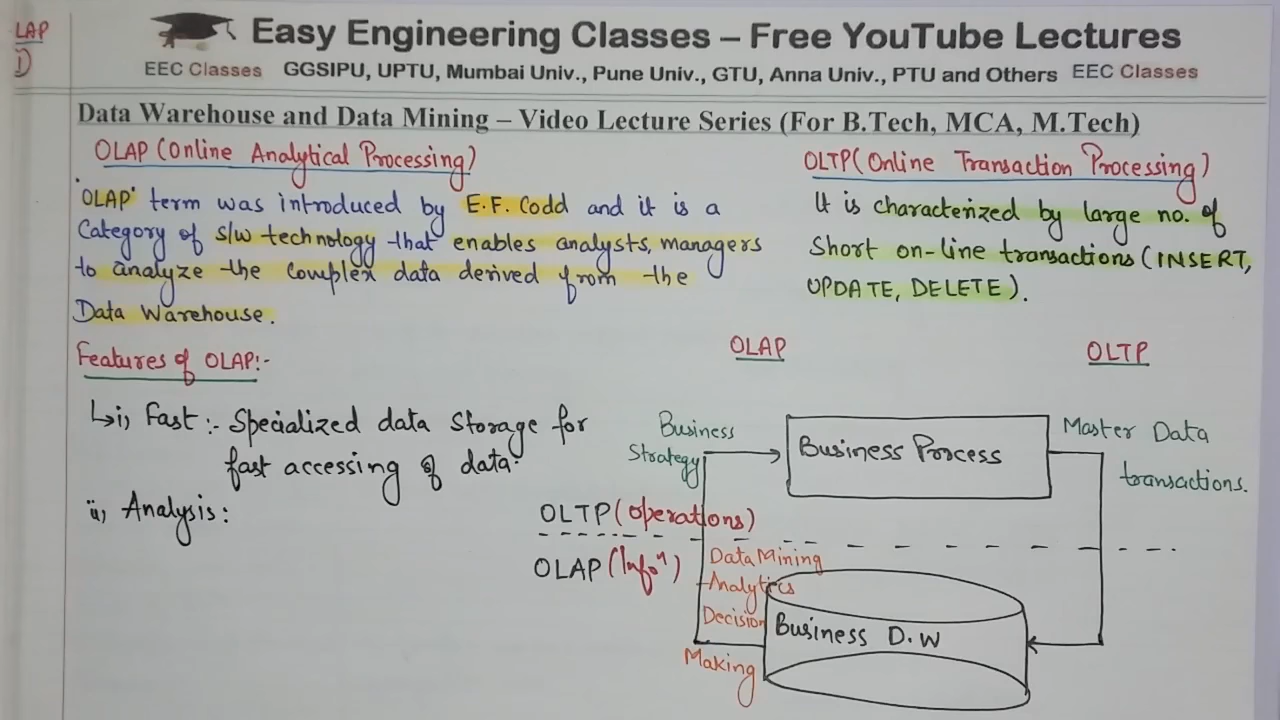 LAP
D
Easy Engineering Classes – Free YouTube Lectures
EEC Classes GGSIPU, UPTU, Mumbai Univ., Pune Univ., GTU, Anna Univ., PTU and Others EEC Classes
Data Warehouse and Data Mining – Video Lecture Series (For B.Tech, MCA, M.Tech)
OLAP (Online Analytical Processing)
'OLAP' term was introduced by E.F. Codd and it is a
Category of S/w technology that enables analysts, managers
to analyze the complex data derived from the
Data Warehouse.
OLTP (Online Transaction Processing)
It is characterized by large no. of
Short on-line transactions (INSERT,
UPDATE, DELETE).
Features of OLAP:-
↳ i, Fast :- Specialized data Storage for
fast accessing of data.
ii, Analysis:
OLAP
OLTP
Business
Strategy
Business Process
Master Data
transactions.
OLTP (operations)
OLAP (Infoⁿ)
Data Mining
-Analytics
Decision
Making
Business D.W